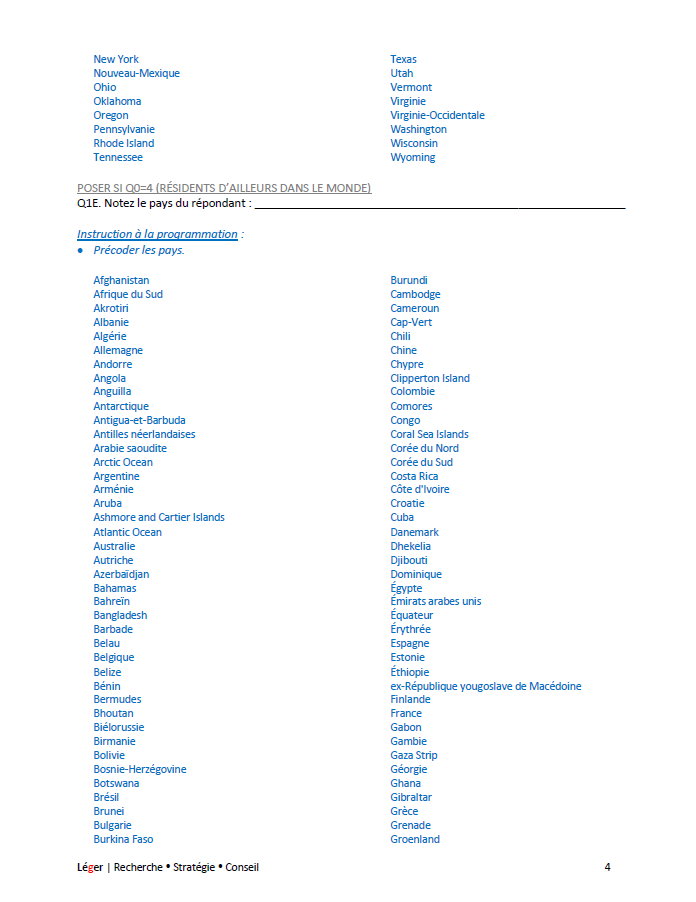 New York
Nouveau-Mexique
Ohio
Oklahoma
Oregon
Pennsylvanie
Rhode Island
Tennessee
Texas
Utah
Vermont
Virginie
Virginie-Occidentale
Washington
Wisconsin
Wyoming
POSER SI Q0=4 (RÉSIDENTS D'AILLEURS DANS LE MONDE)
Q1E. Notez le pays du répondant : ___________________________________________________________
Instruction à la programmation :
• Précoder les pays.
Afghanistan
Afrique du Sud
Akrotiri
Albanie
Algérie
Allemagne
Andorre
Angola
Anguilla
Antarctique
Antigua-et-Barbuda
Antilles néerlandaises
Arabie saoudite
Arctic Ocean
Argentine
Arménie
Aruba
Ashmore and Cartier Islands
Atlantic Ocean
Australie
Autriche
Azerbaïdjan
Bahamas
Bahreïn
Bangladesh
Barbade
Belau
Belgique
Belize
Bénin
Bermudes
Bhoutan
Biélorussie
Birmanie
Bolivie
Bosnie-Herzégovine
Botswana
Brésil
Brunei
Bulgarie
Burkina Faso
Burundi
Cambodge
Cameroun
Cap-Vert
Chili
Chine
Chypre
Clipperton Island
Colombie
Comores
Congo
Coral Sea Islands
Corée du Nord
Corée du Sud
Costa Rica
Côte d'Ivoire
Croatie
Cuba
Danemark
Dhekelia
Djibouti
Dominique
Égypte
Émirats arabes unis
Équateur
Érythrée
Espagne
Estonie
Éthiopie
ex-République yougoslave de Macédoine
Finlande
France
Gabon
Gambie
Gaza Strip
Géorgie
Ghana
Gibraltar
Grèce
Grenade
Groenland
Léger | Recherche • Stratégie • Conseil 4